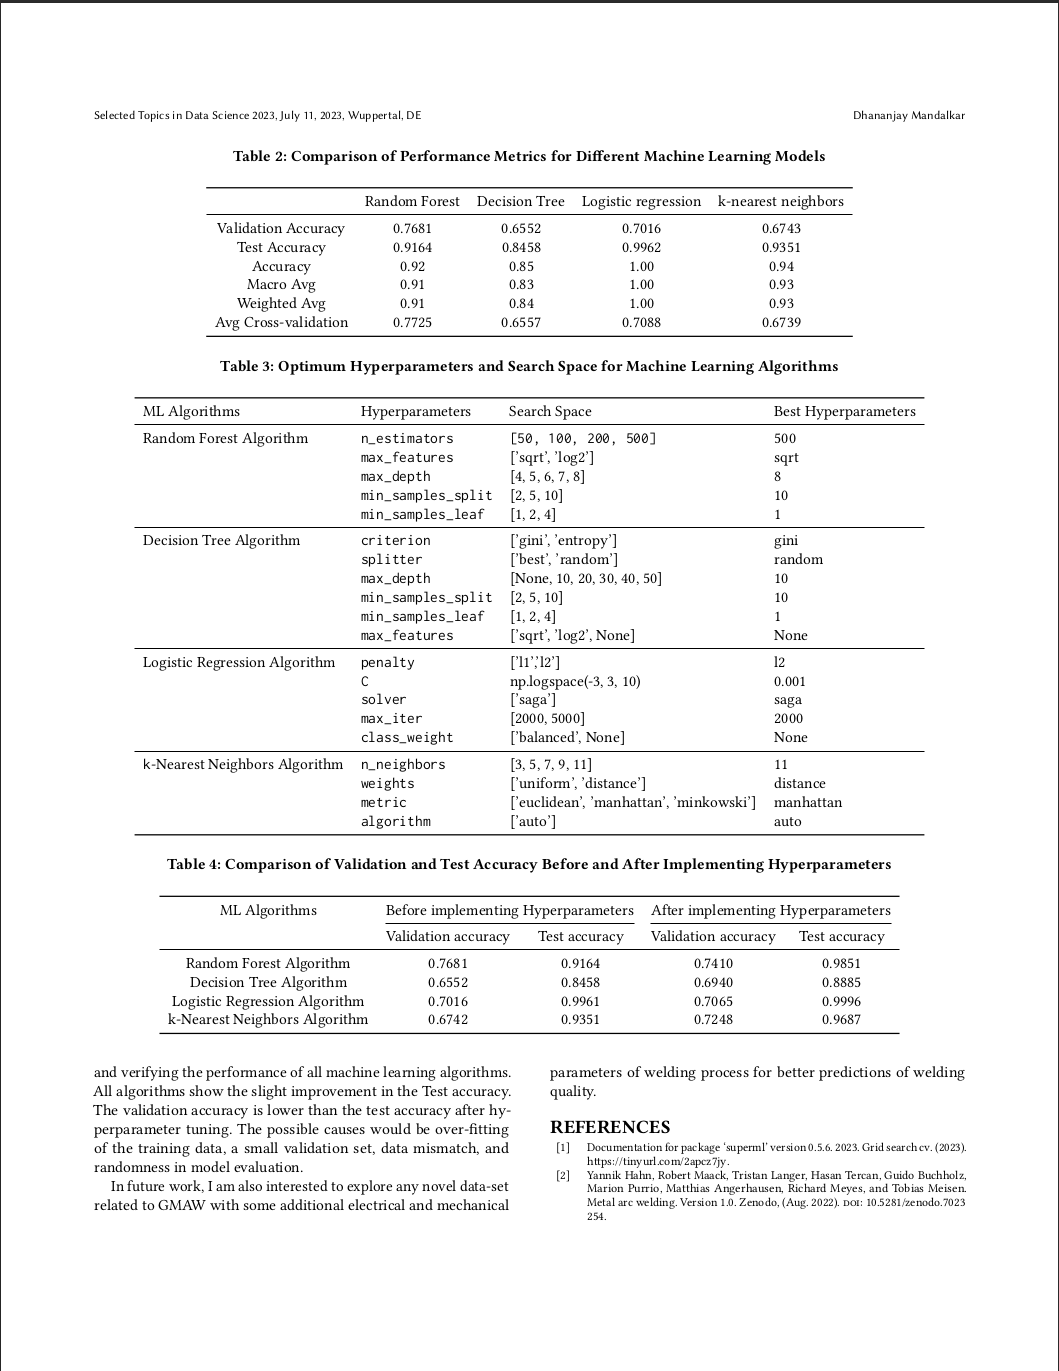 Selected Topics in Data Science 2023, July 11, 2023, Wuppertal, DE Dhananjay Mandalkar
Table 2: Comparison of Performance Metrics for Different Machine Learning Models
Random Forest Decision Tree Logistic regression k-nearest neighbors
Validation Accuracy 0.7681 0.6552 0.7016 0.6743
Test Accuracy 0.9164 0.8458 0.9962 0.9351
Accuracy 0.92 0.85 1.00 0.94
Macro Avg 0.91 0.83 1.00 0.93
Weighted Avg 0.91 0.84 1.00 0.93
Avg Cross-validation 0.7725 0.6557 0.7088 0.6739
Table 3: Optimum Hyperparameters and Search Space for Machine Learning Algorithms
ML Algorithms Hyperparameters Search Space Best Hyperparameters
Random Forest Algorithm n_estimators [50, 100, 200, 500] 500
max_features ['sqrt', 'log2'] sqrt
max_depth [4, 5, 6, 7, 8] 8
min_samples_split [2, 5, 10] 10
min_samples_leaf [1, 2, 4] 1
Decision Tree Algorithm criterion ['gini', 'entropy'] gini
splitter ['best', 'random'] random
max_depth [None, 10, 20, 30, 40, 50] 10
min_samples_split [2, 5, 10] 10
min_samples_leaf [1, 2, 4] 1
max_features ['sqrt', 'log2', None] None
Logistic Regression Algorithm penalty ['l1','l2'] l2
C np.logspace(-3, 3, 10) 0.001
solver ['saga'] saga
max_iter [2000, 5000] 2000
class_weight ['balanced', None] None
k-Nearest Neighbors Algorithm n_neighbors [3, 5, 7, 9, 11] 11
weights ['uniform', 'distance'] distance
metric ['euclidean', 'manhattan', 'minkowski'] manhattan
algorithm ['auto'] auto
Table 4: Comparison of Validation and Test Accuracy Before and After Implementing Hyperparameters
ML Algorithms Before implementing Hyperparameters After implementing Hyperparameters
Validation accuracy Test accuracy Validation accuracy Test accuracy
Random Forest Algorithm 0.7681 0.9164 0.7410 0.9851
Decision Tree Algorithm 0.6552 0.8458 0.6940 0.8885
Logistic Regression Algorithm 0.7016 0.9961 0.7065 0.9996
k-Nearest Neighbors Algorithm 0.6742 0.9351 0.7248 0.9687
and verifying the performance of all machine learning algorithms.
All algorithms show the slight improvement in the Test accuracy.
The validation accuracy is lower than the test accuracy after hy-
perparameter tuning. The possible causes would be over-fitting
of the training data, a small validation set, data mismatch, and
randomness in model evaluation.
In future work, I am also interested to explore any novel data-set
related to GMAW with some additional electrical and mechanical
parameters of welding process for better predictions of welding
quality.
REFERENCES
[1] Documentation for package 'superml' version 0.5.6. 2023. Grid search cv. (2023).
https://tinyurl.com/2apcz7jy.
[2] Yannik Hahn, Robert Maack, Tristan Langer, Hasan Tercan, Guido Buchholz,
Marion Purrio, Matthias Angerhausen, Richard Meyes, and Tobias Meisen.
Metal arc welding. Version 1.0. Zenodo, (Aug. 2022). DOI: 10.5281/zenodo.7023
254.